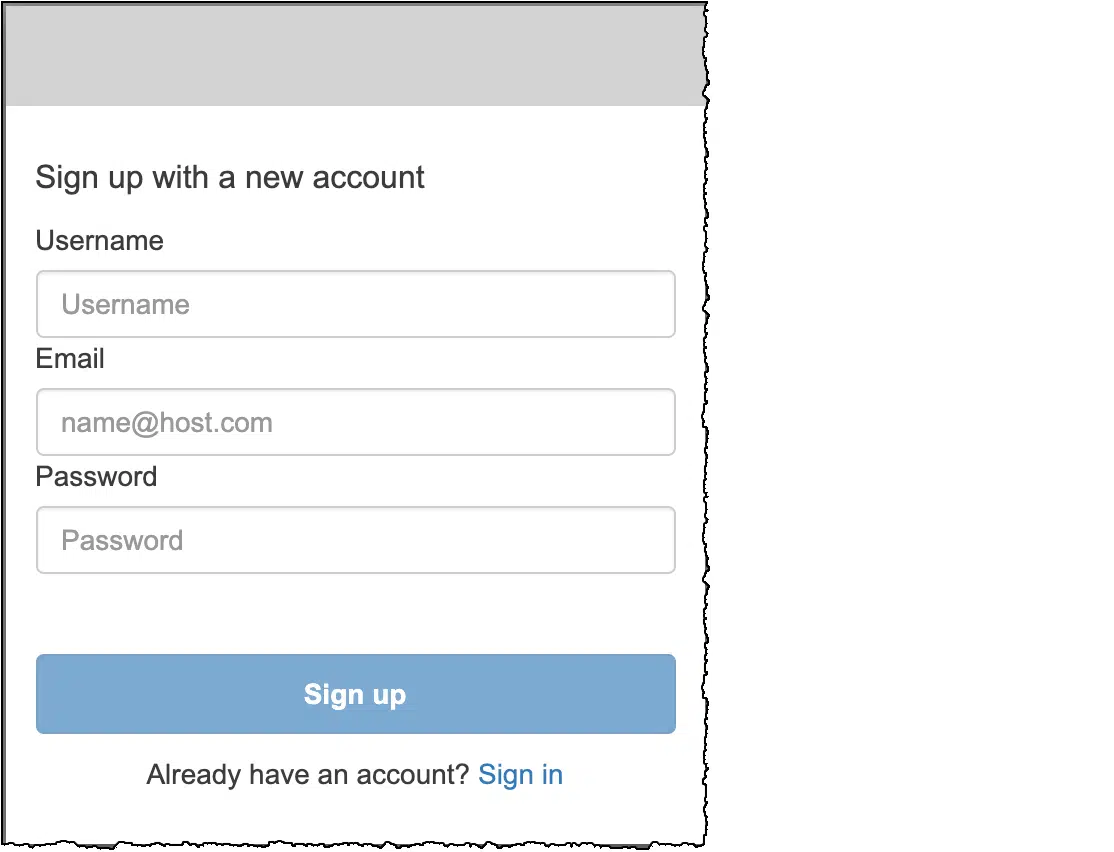 Sign up with a new account
Username
Username
Email
name@host.com
Password
Password
Sign up
Already have an account? Sign in